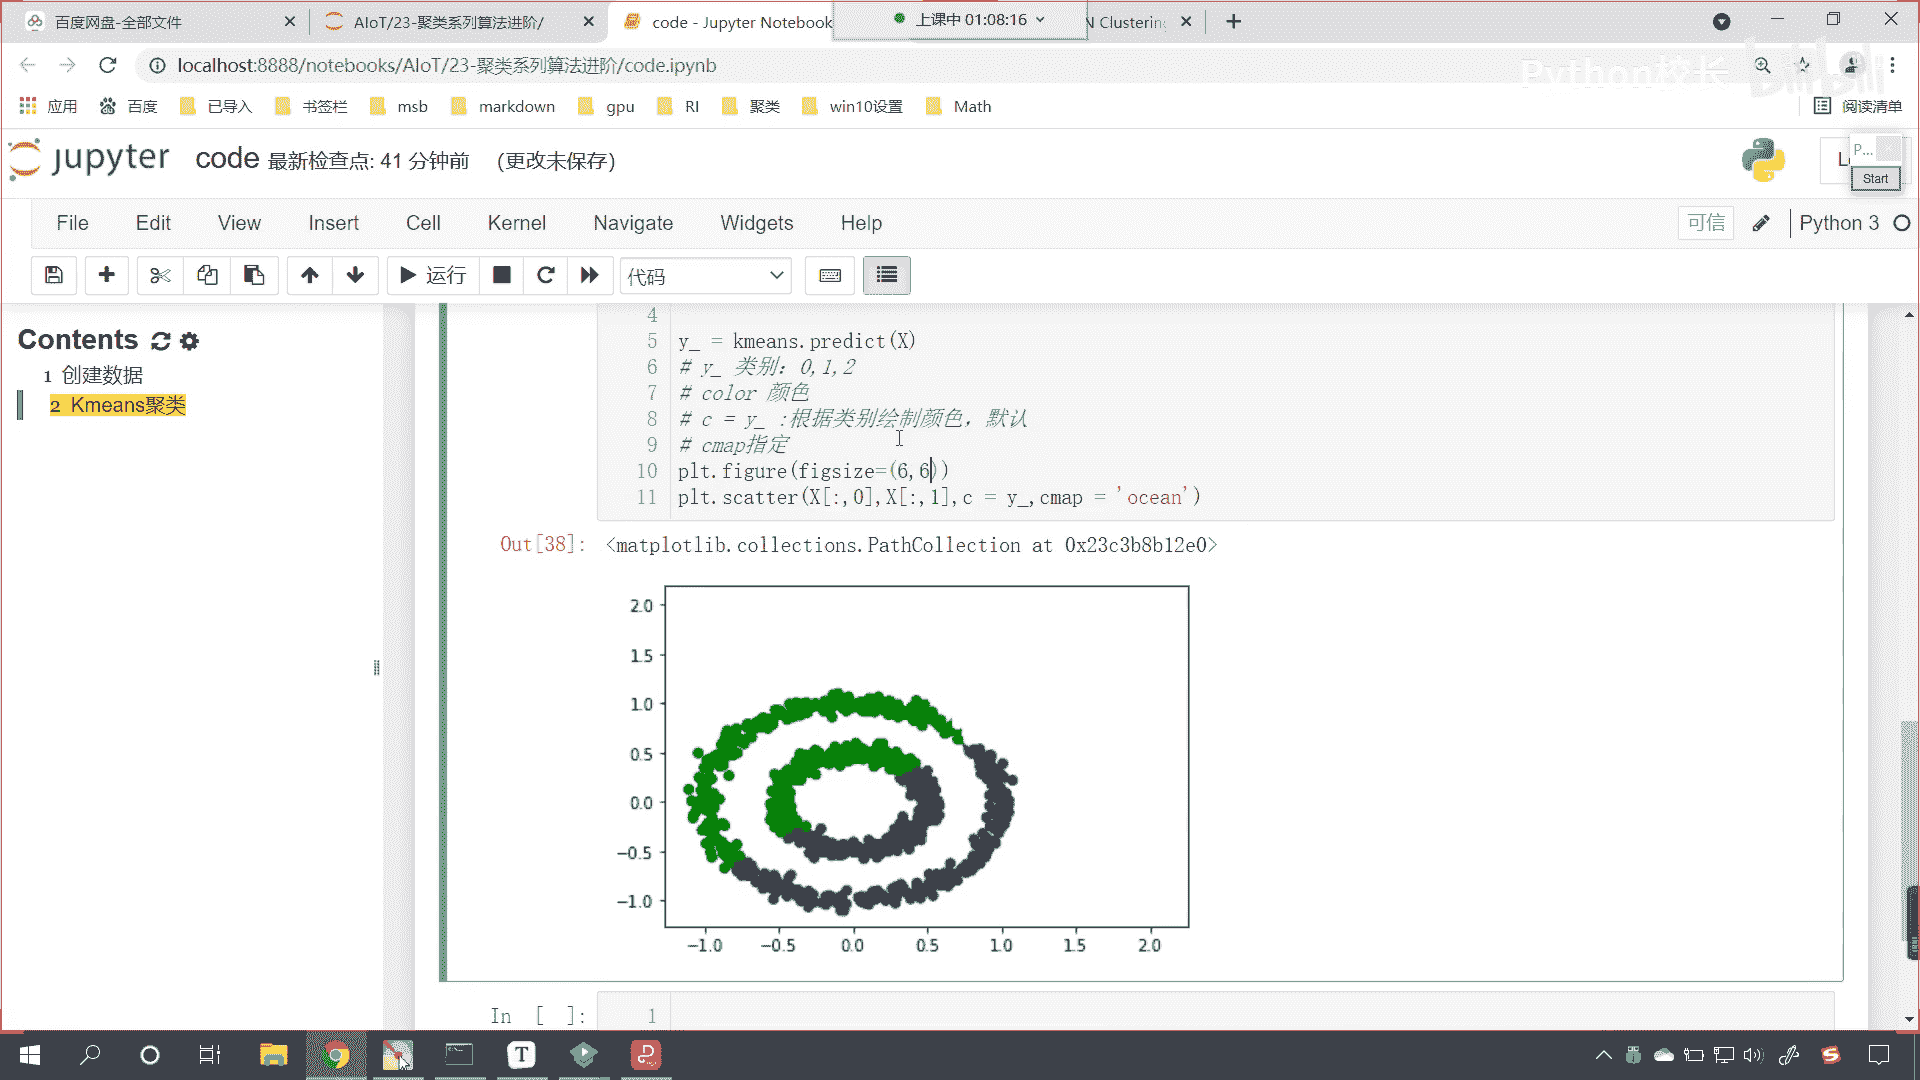 百度网盘-全部文件
AIoT/23-聚类系列算法进阶/
code - Jupyter Notebook
上课中 01:08:16
N Clustering
localhost:8888/notebooks/AIoT/23-聚类系列算法进阶/code.ipynb
Python校长
bilibili
应用 百度 已导入 书签栏 msb markdown gpu RI 聚类 win10设置 Math 阅读清单
jupyter code 最新检查点: 41 分钟前 (更改未保存)
P...
Start
File Edit View Insert Cell Kernel Navigate Widgets Help 可信 Python 3
运行 代码
Contents
1 创建数据
2 Kmeans聚类
4
5 y_ = kmeans.predict(X)
6 # y_ 类别：0,1,2
7 # color 颜色
8 # c = y_ :根据类别绘制颜色，默认
9 # cmap指定
10 plt.figure(figsize=(6,6))
11 plt.scatter(X[:,0],X[:,1],c = y_,cmap = 'ocean')
Out[38]: <matplotlib.collections.PathCollection at 0x23c3b8b12e0>
2.0
1.5
1.0
0.5
0.0
−0.5
−1.0
−1.0 −0.5 0.0 0.5 1.0 1.5 2.0
In [ ]: 1